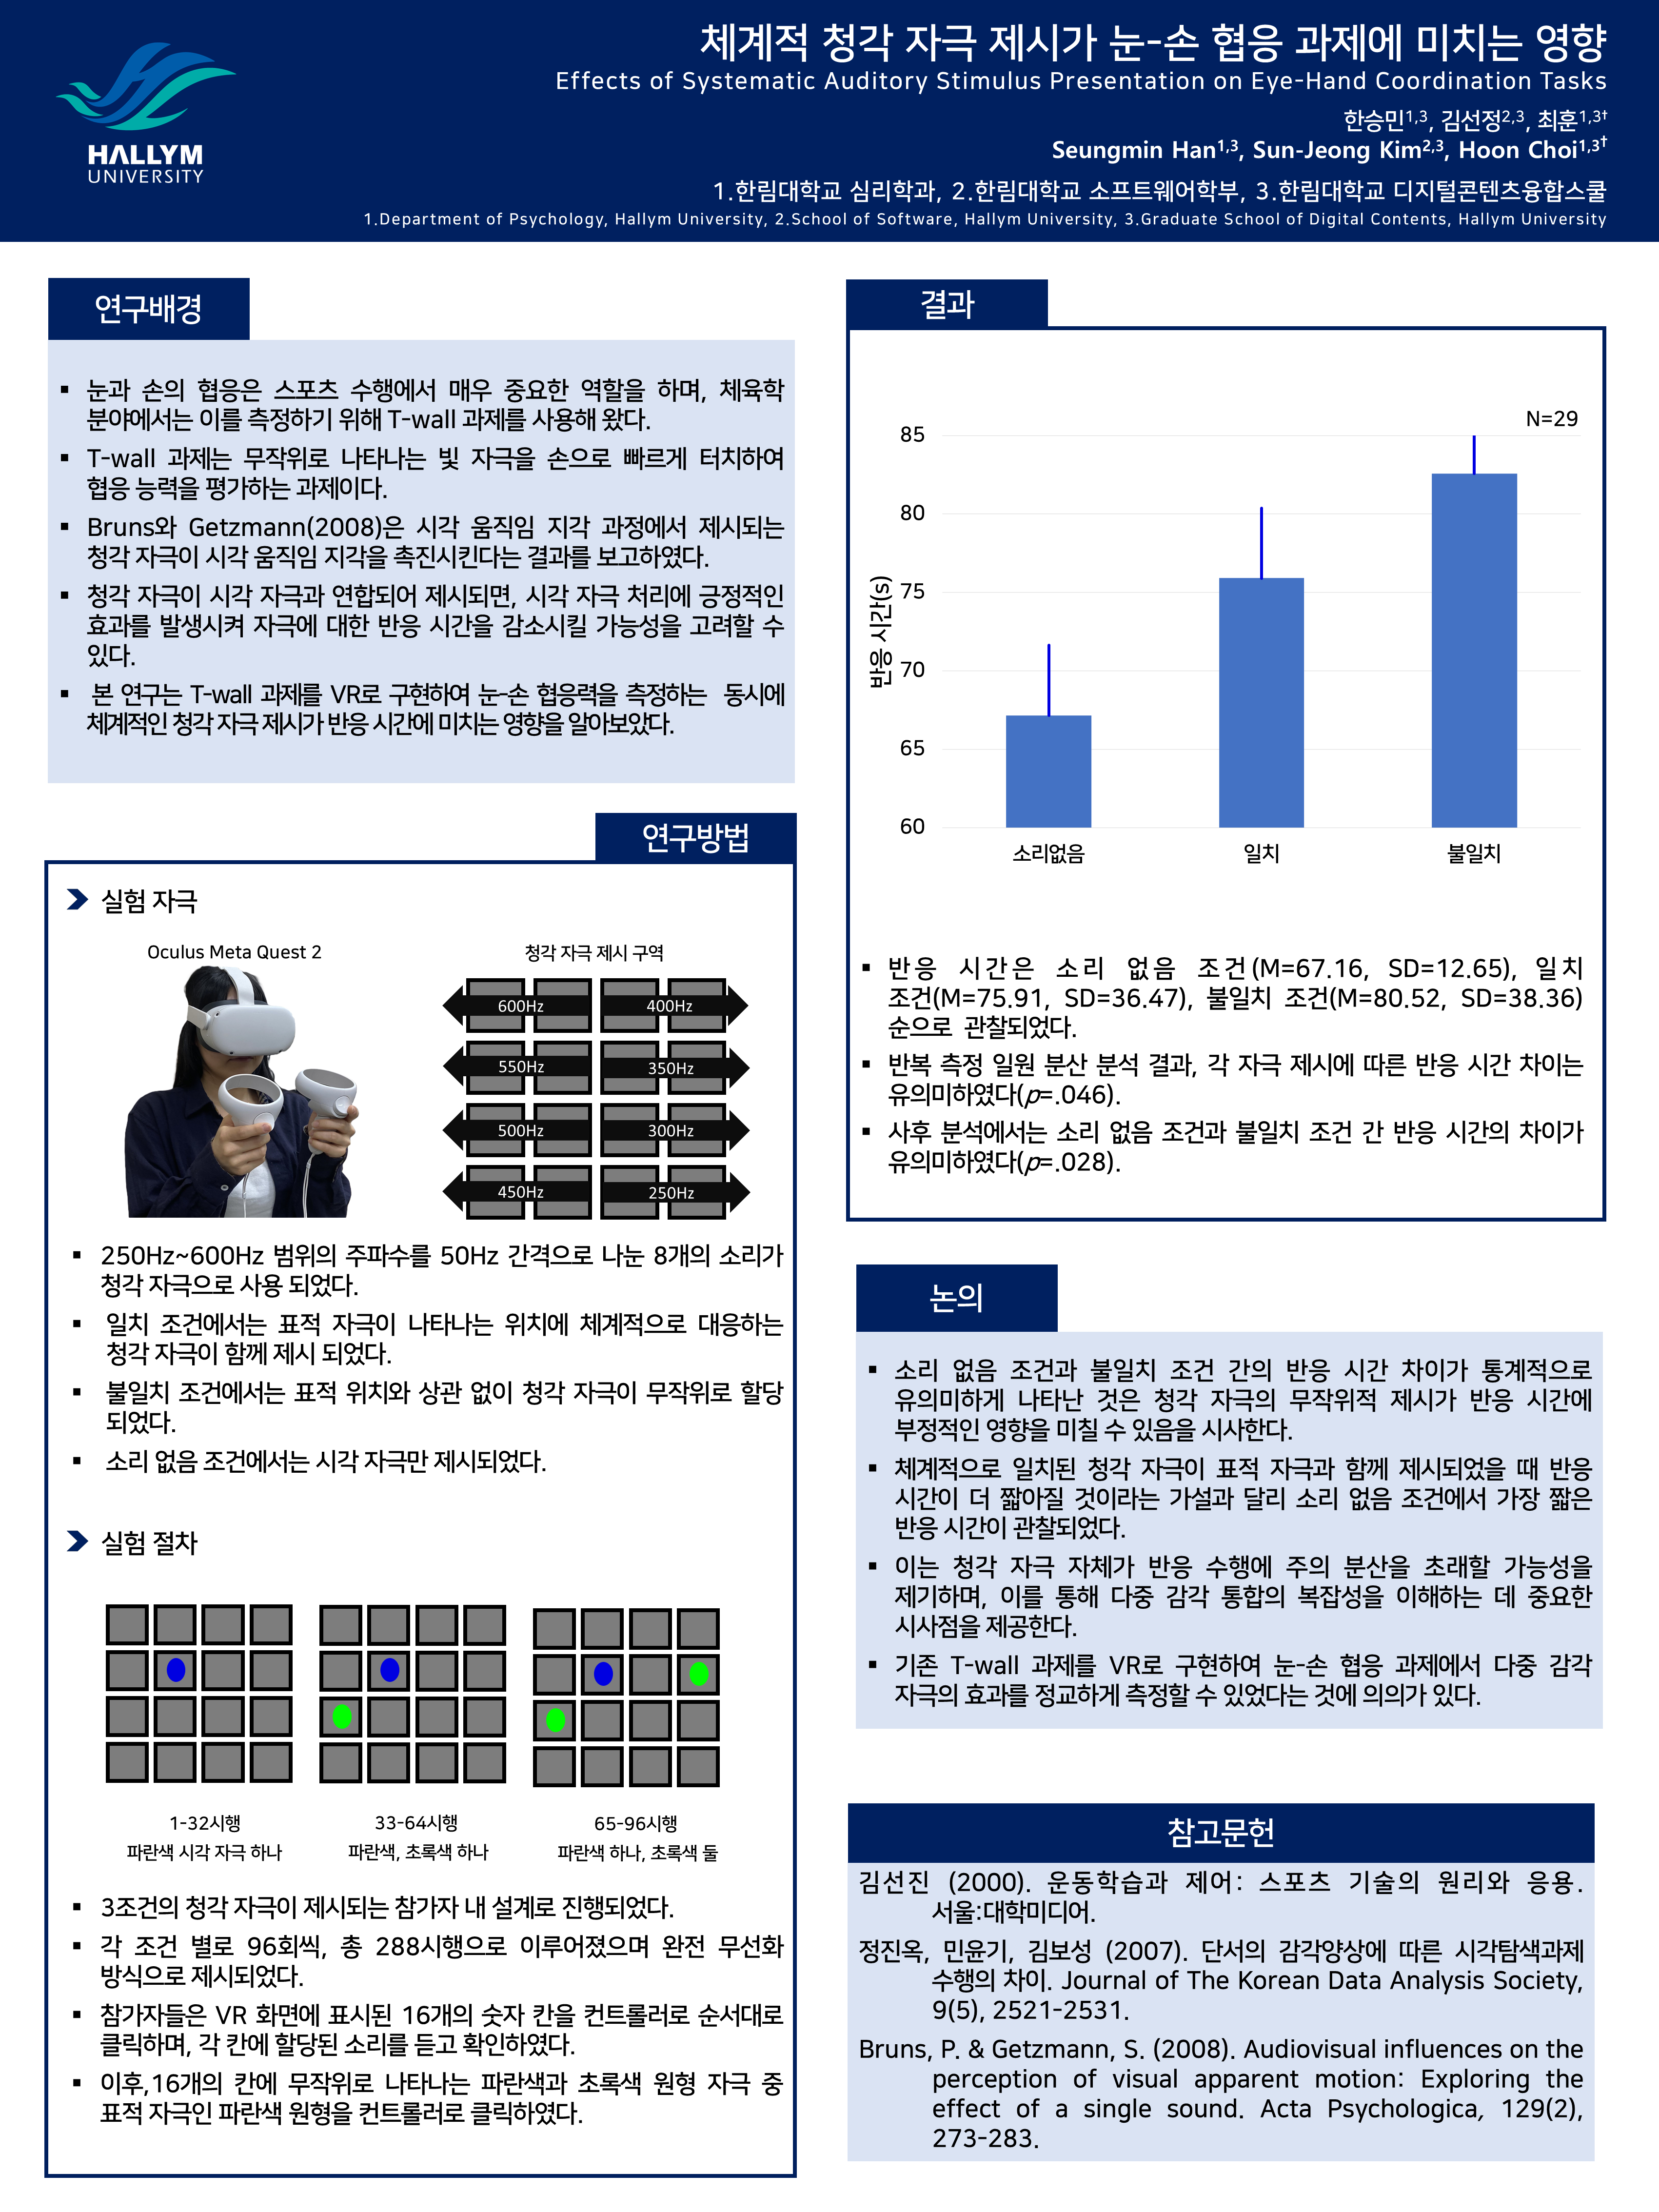 체계적 청각 자극 제시가 눈-손 협응 과제에 미치는 영향
Effects of Systematic Auditory Stimulus Presentation on Eye-Hand Coordination Tasks
한승민1,3, 김선정2,3, 최훈1,3†
Seungmin Han1,3, Sun-Jeong Kim2,3, Hoon Choi1,3†
1.한림대학교 심리학과, 2.한림대학교 소프트웨어학부, 3.한림대학교 디지털콘텐츠융합스쿨
1.Department of Psychology, Hallym University, 2.School of Software, Hallym University, 3.Graduate School of Digital Contents, Hallym University
HALLYM
UNIVERSITY
연구배경
▪ 눈과 손의 협응은 스포츠 수행에서 매우 중요한 역할을 하며, 체육학
분야에서는 이를 측정하기 위해 T-wall 과제를 사용해 왔다.
▪ T-wall 과제는 무작위로 나타나는 빛 자극을 손으로 빠르게 터치하여
협응 능력을 평가하는 과제이다.
▪ Bruns와 Getzmann(2008)은 시각 움직임 지각 과정에서 제시되는
청각 자극이 시각 움직임 지각을 촉진시킨다는 결과를 보고하였다.
▪ 청각 자극이 시각 자극과 연합되어 제시되면, 시각 자극 처리에 긍정적인
효과를 발생시켜 자극에 대한 반응 시간을 감소시킬 가능성을 고려할 수
있다.
▪ 본 연구는 T-wall 과제를 VR로 구현하여 눈-손 협응력을 측정하는 동시에
체계적인 청각 자극 제시가 반응 시간에 미치는 영향을 알아보았다.
연구방법
실험 자극
Oculus Meta Quest 2
청각 자극 제시 구역
600Hz 400Hz
550Hz 350Hz
500Hz 300Hz
450Hz 250Hz
▪ 250Hz~600Hz 범위의 주파수를 50Hz 간격으로 나눈 8개의 소리가
청각 자극으로 사용 되었다.
▪ 일치 조건에서는 표적 자극이 나타나는 위치에 체계적으로 대응하는
청각 자극이 함께 제시 되었다.
▪ 불일치 조건에서는 표적 위치와 상관 없이 청각 자극이 무작위로 할당
되었다.
▪ 소리 없음 조건에서는 시각 자극만 제시되었다.
실험 절차
1-32시행
파란색 시각 자극 하나
33-64시행
파란색, 초록색 하나
65-96시행
파란색 하나, 초록색 둘
▪ 3조건의 청각 자극이 제시되는 참가자 내 설계로 진행되었다.
▪ 각 조건 별로 96회씩, 총 288시행으로 이루어졌으며 완전 무선화
방식으로 제시되었다.
▪ 참가자들은 VR 화면에 표시된 16개의 숫자 칸을 컨트롤러로 순서대로
클릭하며, 각 칸에 할당된 소리를 듣고 확인하였다.
▪ 이후,16개의 칸에 무작위로 나타나는 파란색과 초록색 원형 자극 중
표적 자극인 파란색 원형을 컨트롤러로 클릭하였다.
결과
N=29
반응 시간(s)
85
80
75
70
65
60
소리없음 일치 불일치
▪ 반응 시간은 소리 없음 조건(M=67.16, SD=12.65), 일치
조건(M=75.91, SD=36.47), 불일치 조건(M=80.52, SD=38.36)
순으로 관찰되었다.
▪ 반복 측정 일원 분산 분석 결과, 각 자극 제시에 따른 반응 시간 차이는
유의미하였다(p=.046).
▪ 사후 분석에서는 소리 없음 조건과 불일치 조건 간 반응 시간의 차이가
유의미하였다(p=.028).
논의
▪ 소리 없음 조건과 불일치 조건 간의 반응 시간 차이가 통계적으로
유의미하게 나타난 것은 청각 자극의 무작위적 제시가 반응 시간에
부정적인 영향을 미칠 수 있음을 시사한다.
▪ 체계적으로 일치된 청각 자극이 표적 자극과 함께 제시되었을 때 반응
시간이 더 짧아질 것이라는 가설과 달리 소리 없음 조건에서 가장 짧은
반응 시간이 관찰되었다.
▪ 이는 청각 자극 자체가 반응 수행에 주의 분산을 초래할 가능성을
제기하며, 이를 통해 다중 감각 통합의 복잡성을 이해하는 데 중요한
시사점을 제공한다.
▪ 기존 T-wall 과제를 VR로 구현하여 눈-손 협응 과제에서 다중 감각
자극의 효과를 정교하게 측정할 수 있었다는 것에 의의가 있다.
참고문헌
김선진 (2000). 운동학습과 제어: 스포츠 기술의 원리와 응용.
서울:대학미디어.
정진옥, 민윤기, 김보성 (2007). 단서의 감각양상에 따른 시각탐색과제
수행의 차이. Journal of The Korean Data Analysis Society,
9(5), 2521-2531.
Bruns, P. & Getzmann, S. (2008). Audiovisual influences on the
perception of visual apparent motion: Exploring the
effect of a single sound. Acta Psychologica, 129(2),
273-283.